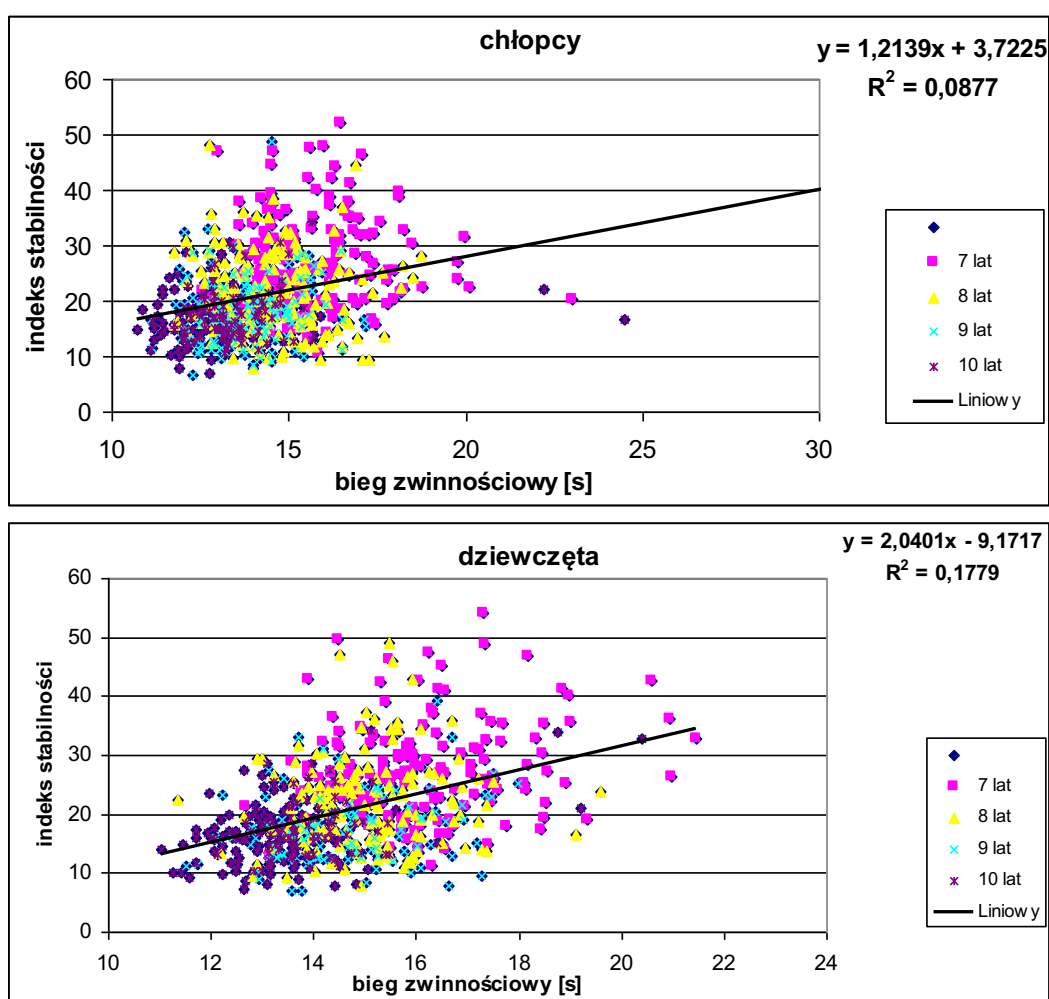 chłopcy
y = 1,2139x + 3,7225
R² = 0,0877
60
50
40
30
20
10
0
indeks stabilności
10 15 20 25 30
bieg zwinnościowy [s]
7 lat
8 lat
9 lat
10 lat
Liniowy
dziewczęta
y = 2,0401x - 9,1717
R² = 0,1779
60
50
40
30
20
10
0
indeks stabilności
10 12 14 16 18 20 22 24
bieg zwinnościowy [s]
7 lat
8 lat
9 lat
10 lat
Liniowy